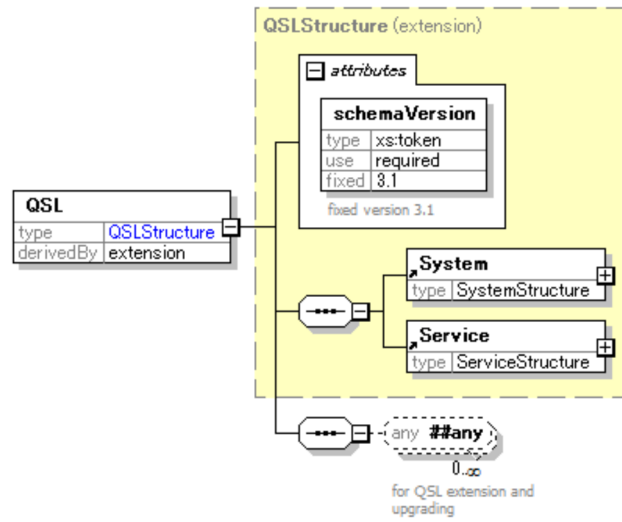 QSLStructure (extension)
attributes
schemaVersion
type xs:token
use required
fixed 3.1
fixed version 3.1
QSL
type QSLStructure
derivedBy extension
System
type SystemStructure
Service
type ServiceStructure
any ##any
0..∞
for QSL extension and
upgrading